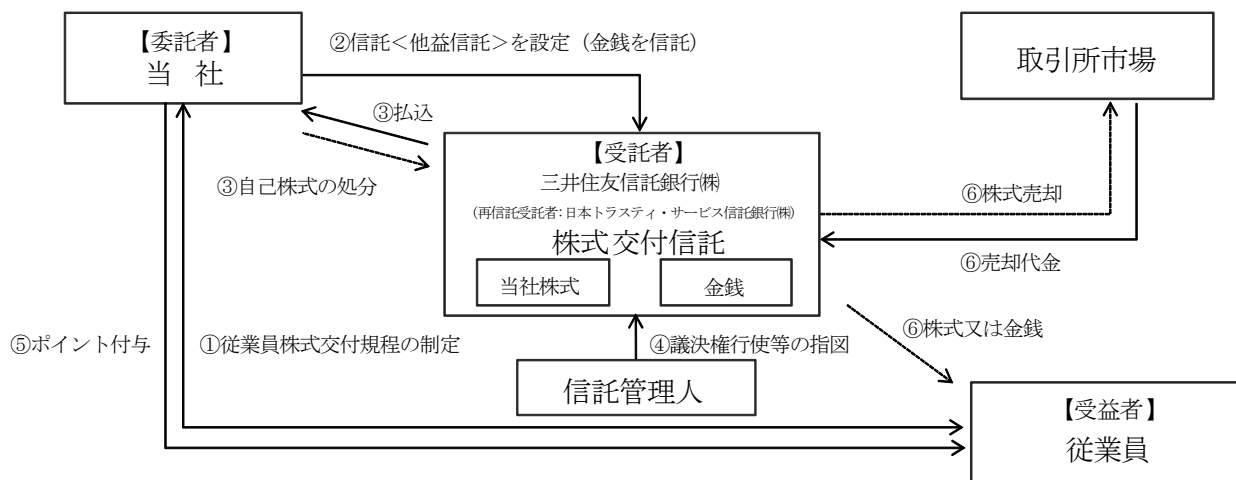 【委託者】
当 社
②信託<他益信託>を設定（金銭を信託）
取引所市場
③払込
③自己株式の処分
【受託者】
三井住友信託銀行㈱
(再信託受託者:日本トラスティ・サービス信託銀行㈱)
株式交付信託
当社株式
金銭
⑥株式売却
⑥売却代金
⑤ポイント付与
①従業員株式交付規程の制定
④議決権行使等の指図
⑥株式又は金銭
信託管理人
【受益者】
従業員